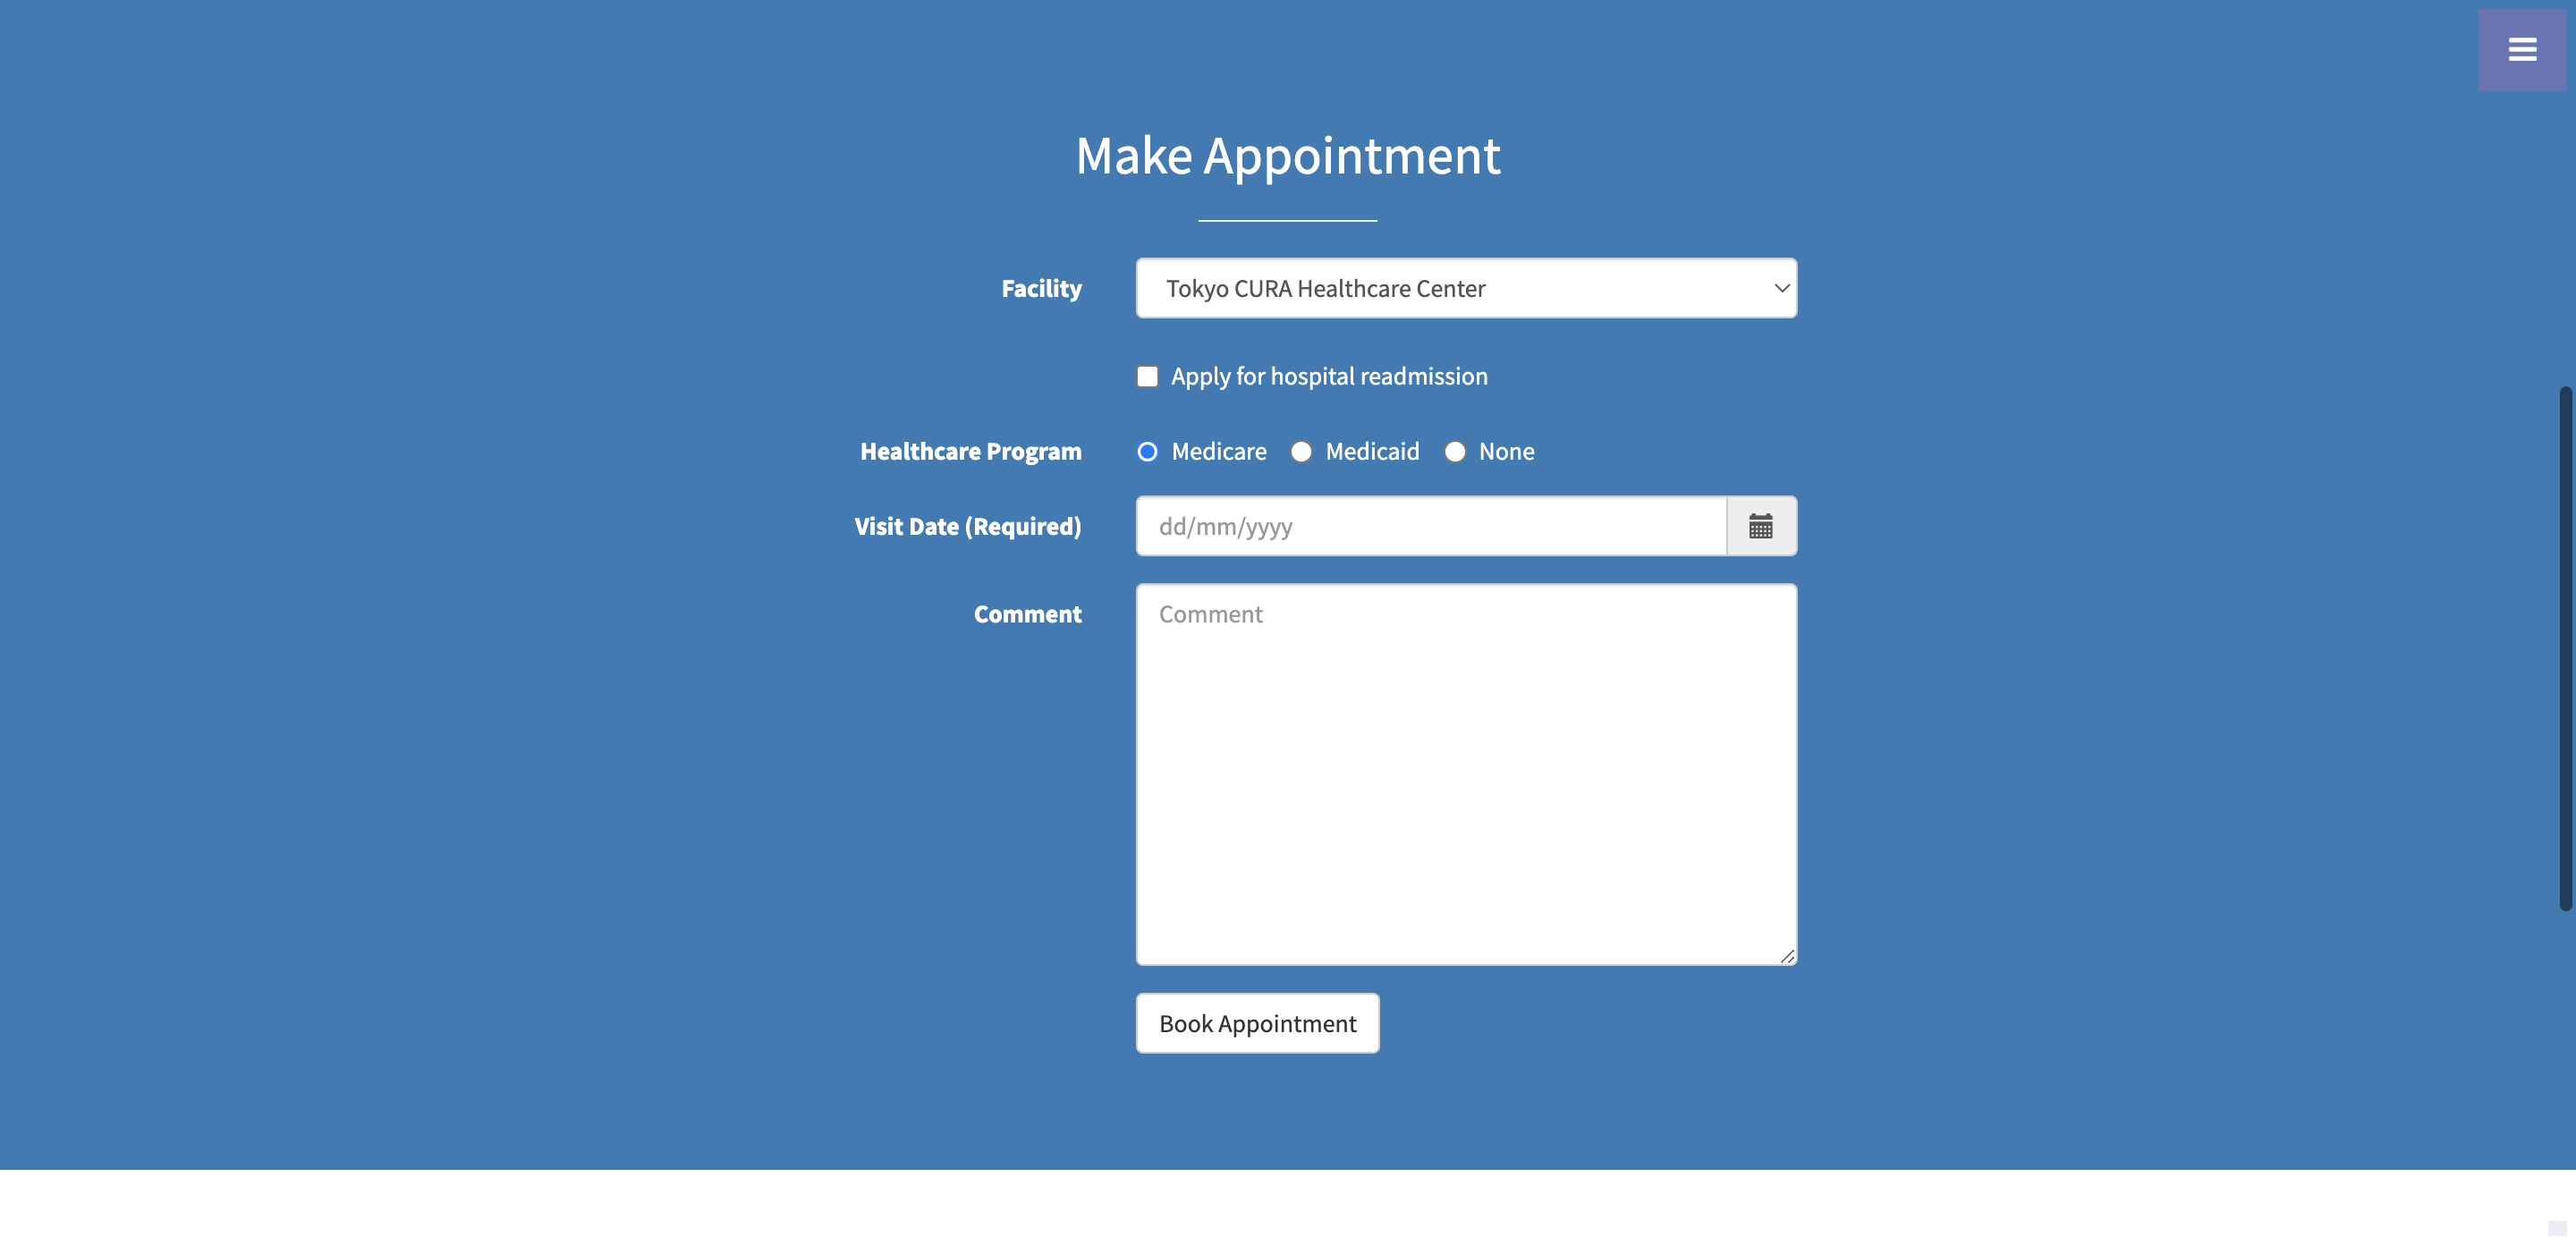 Make Appointment
Facility
Tokyo CURA Healthcare Center
Apply for hospital readmission
Healthcare Program
Medicare Medicaid None
Visit Date (Required)
dd/mm/yyyy
Comment
Comment
Book Appointment